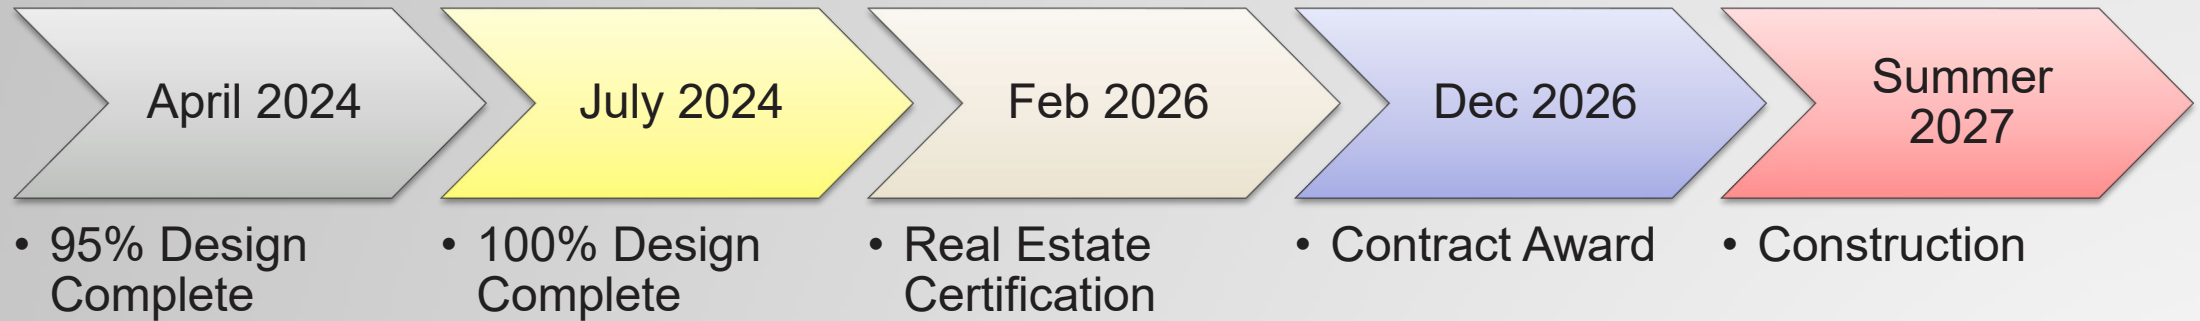 April 2024
July 2024
Feb 2026
Dec 2026
Summer
2027
• 95% Design
Complete
• 100% Design
Complete
• Real Estate
Certification
• Contract Award
• Construction